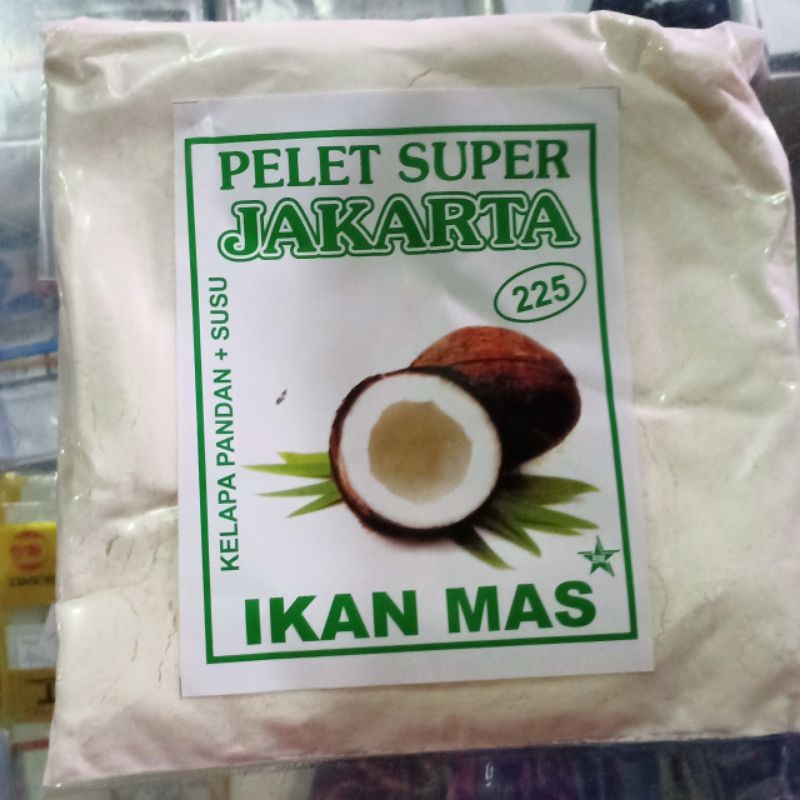 PELET SUPER
JAKARTA
225
KELAPA PANDAN + SUSU
IKAN MAS